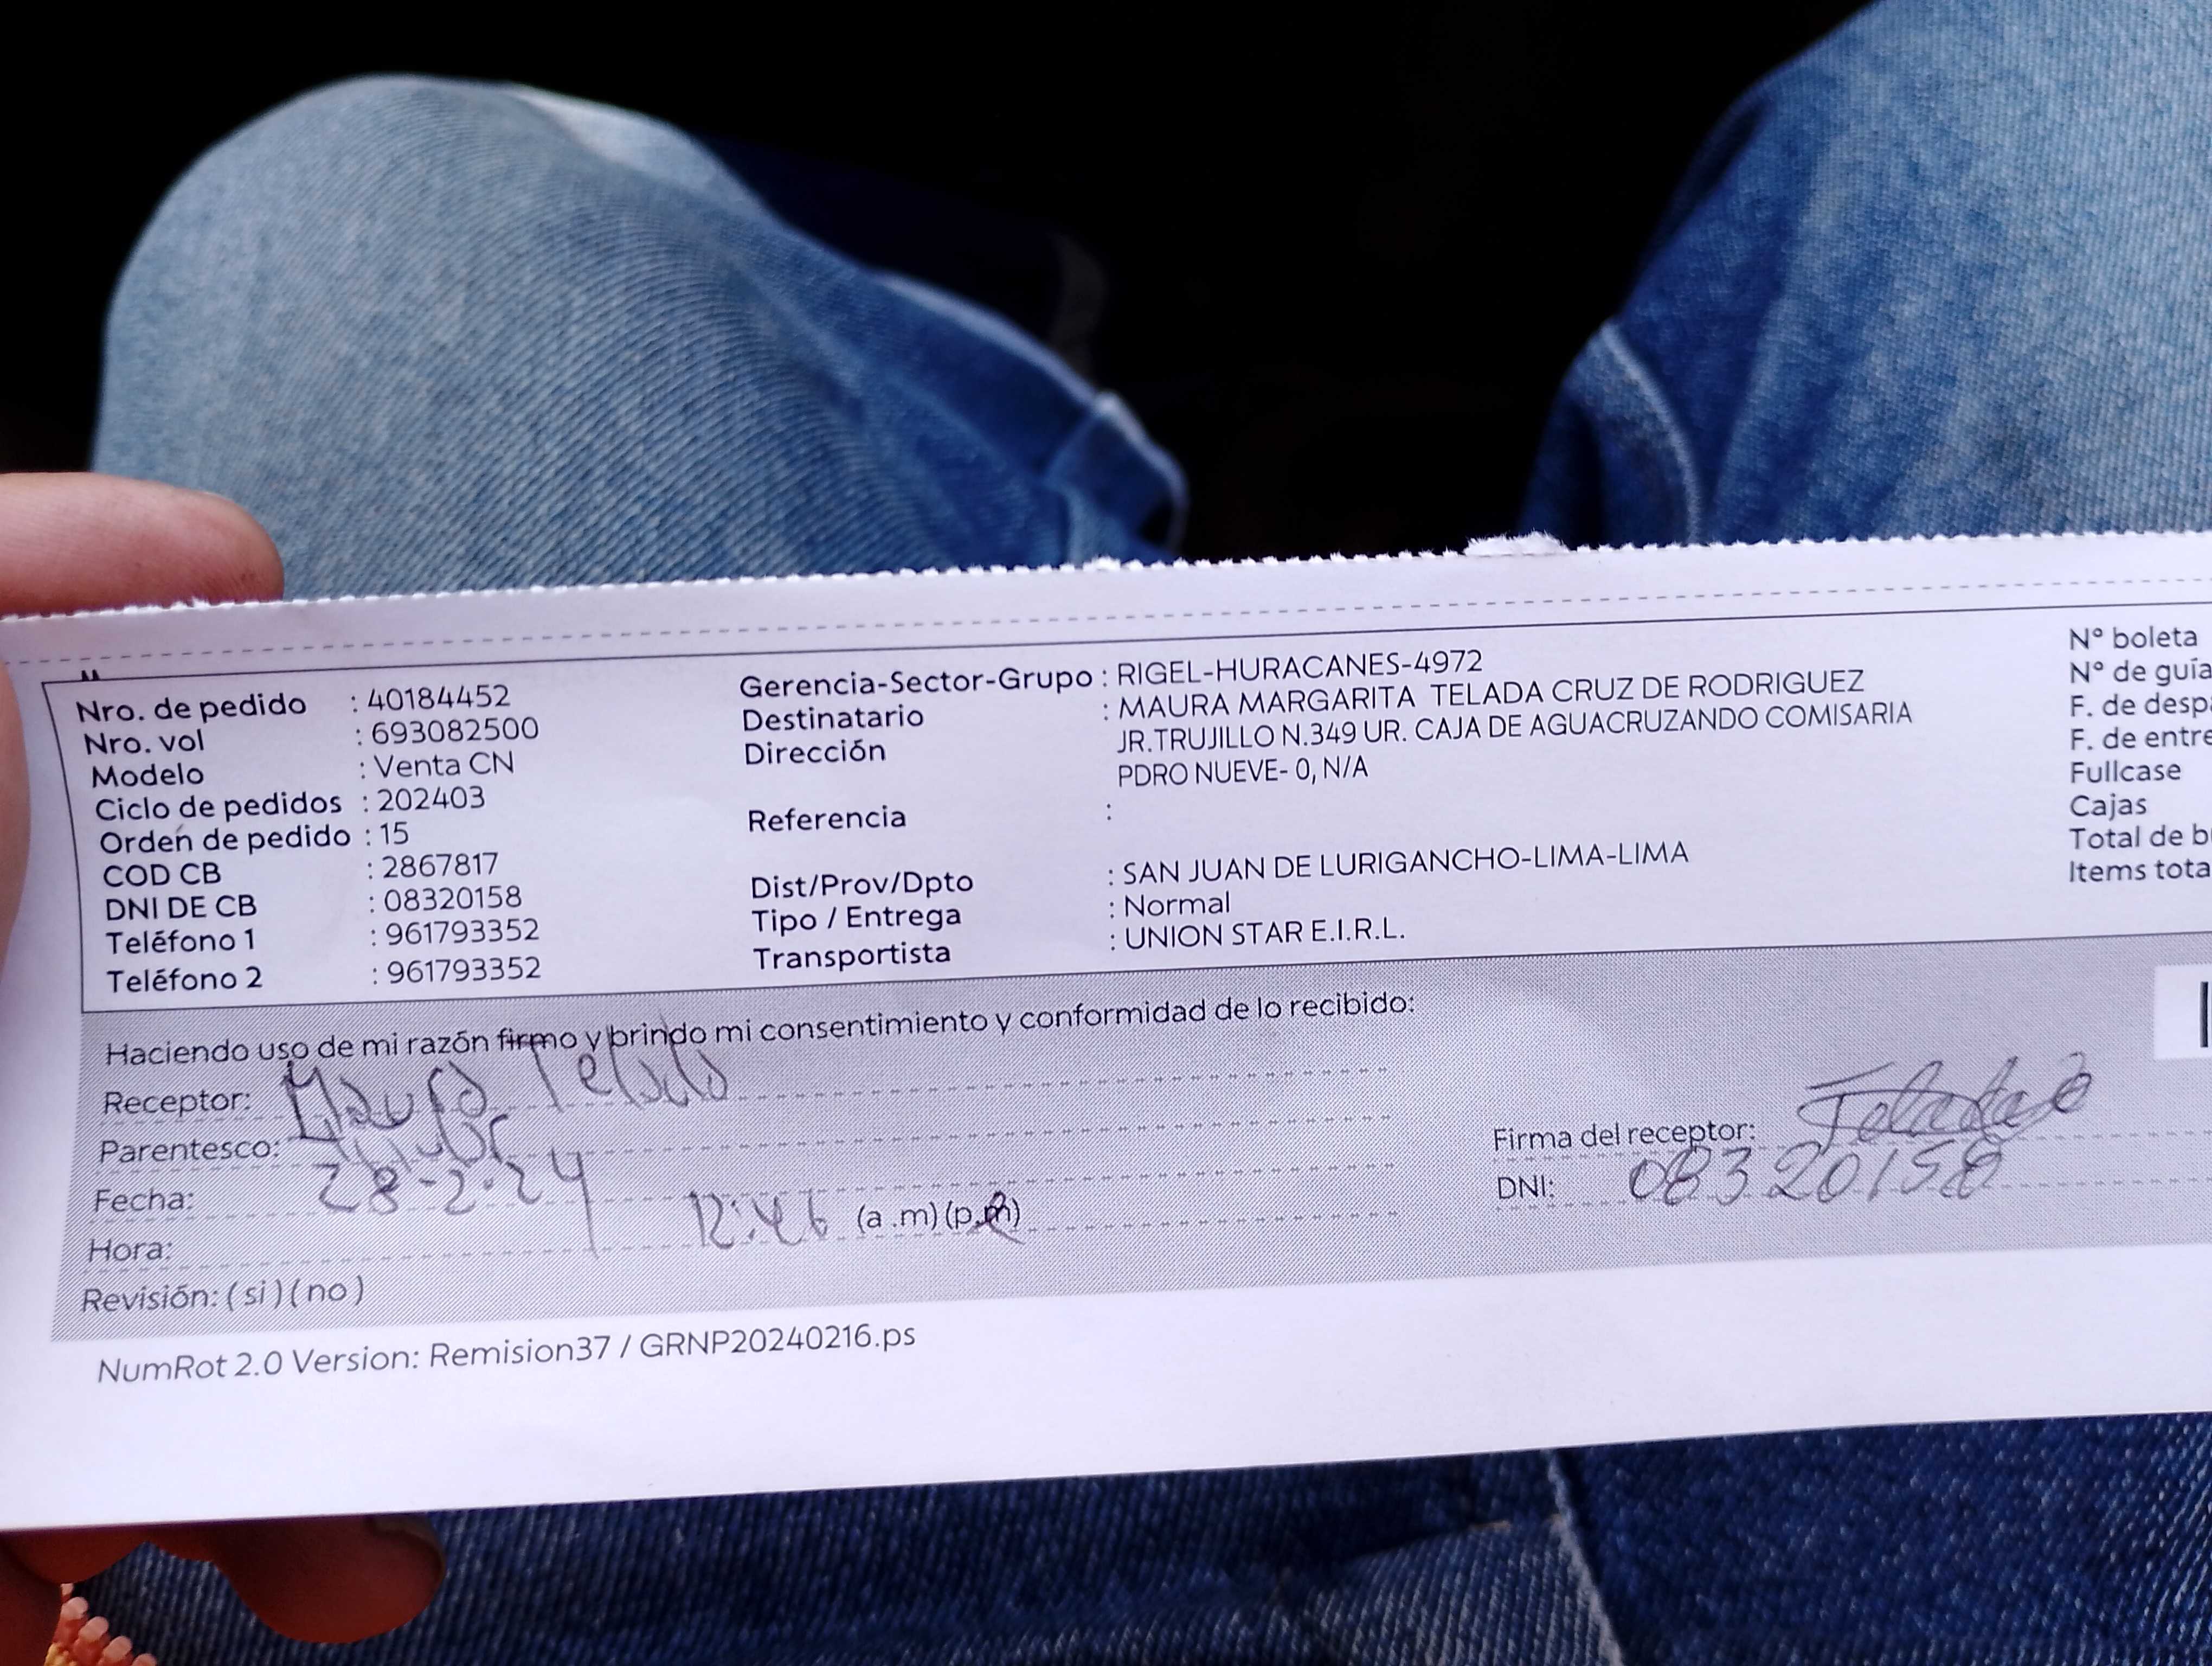 Nro. de pedido : 40184452
Nro. vol : 693082500
Modelo : Venta CN
Ciclo de pedidos : 202403
Orden de pedido : 15
COD CB : 2867817
DNI DE CB : 08320158
Teléfono 1 : 961793352
Teléfono 2 : 961793352
Gerencia-Sector-Grupo : RIGEL-HURACANES-4972
Destinatario : MAURA MARGARITA TELADA CRUZ DE RODRIGUEZ
Dirección JR.TRUJILLO N.349 UR. CAJA DE AGUACRUZANDO COMISARIA
PDRO NUEVE- 0, N/A
Referencia :
Dist/Prov/Dpto : SAN JUAN DE LURIGANCHO-LIMA-LIMA
Tipo / Entrega : Normal
Transportista : UNION STAR E.I.R.L.
N° boleta
N° de guía
F. de desp
F. de entre
Fullcase
Cajas
Total de b
Items tota
Haciendo uso de mi razón firmo y brindo mi consentimiento y conformidad de lo recibido:
Receptor: Maura Telada
Parentesco:
Fecha: 28-2-24
Hora: 12:46 (a .m) (p.m)
Revisión: ( si ) ( no )
Firma del receptor: Telada
DNI: 08320158
NumRot 2.0 Version: Remision37 / GRNP20240216.ps